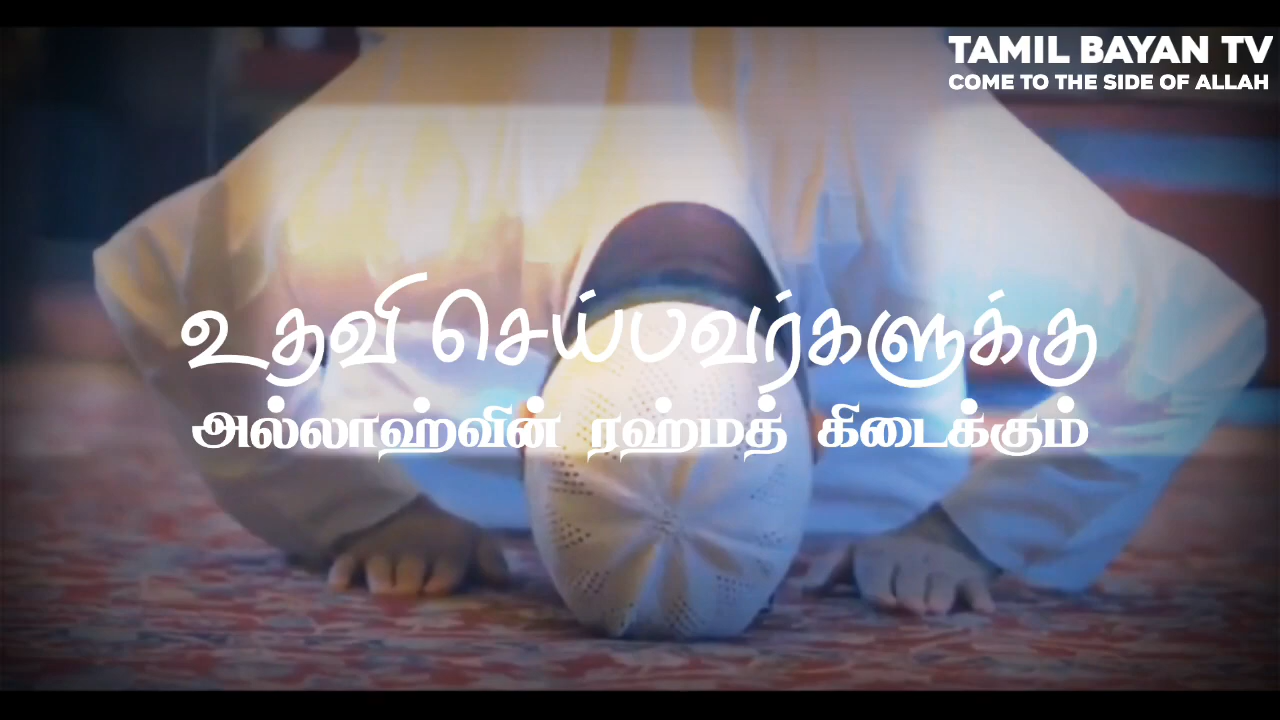 TAMIL BAYAN TV
COME TO THE SIDE OF ALLAH
உதவி செய்பவர்களுக்கு
அல்லாஹ்வின் ரஹ்மத் கிடைக்கும்